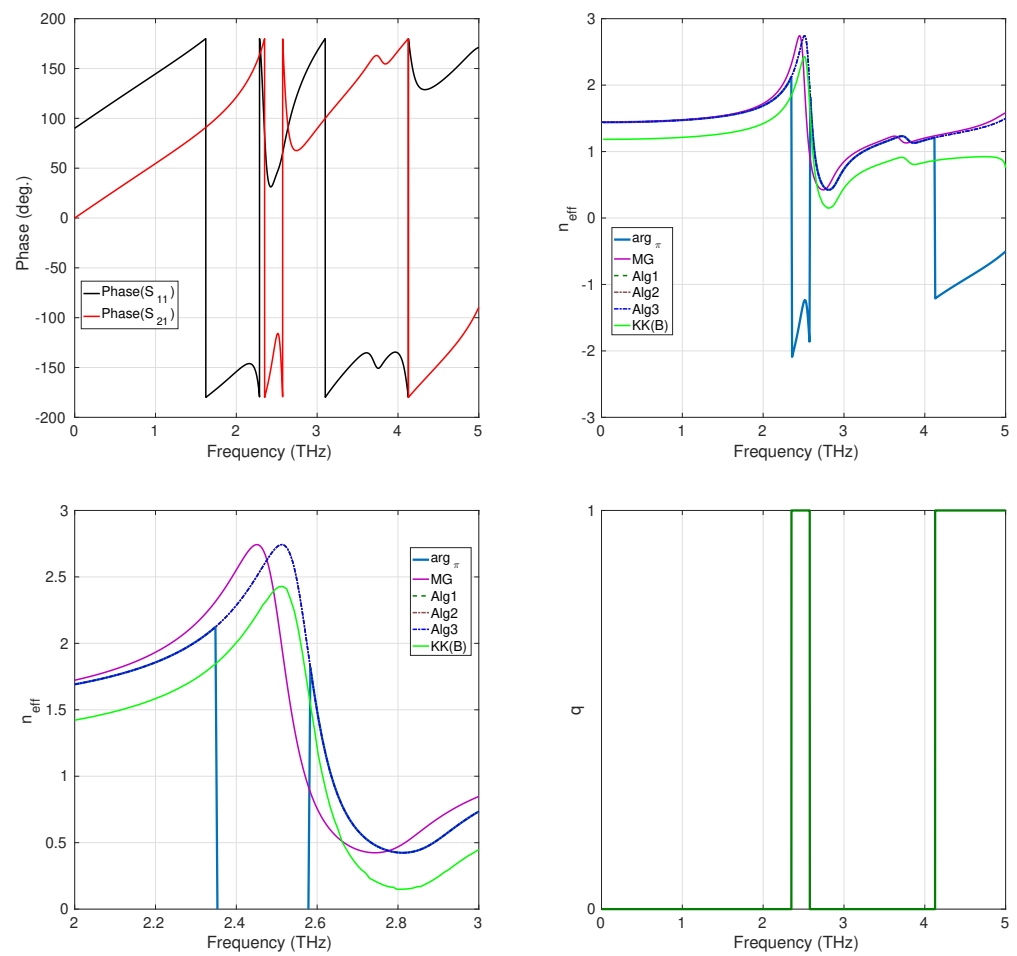 200
150
100
50
0
-50
-100
-150
-200
Phase (deg.)
Phase(S11)
Phase(S21)
0 1 2 3 4 5
Frequency (THz)
3
2
1
0
-1
-2
-3
neff
argπ
MG
Alg1
Alg2
Alg3
KK(B)
0 1 2 3 4 5
Frequency (THz)
3
2.5
2
1.5
1
0.5
0
neff
argπ
MG
Alg1
Alg2
Alg3
KK(B)
2 2.2 2.4 2.6 2.8 3
Frequency (THz)
1
0
q
0 1 2 3 4 5
Frequency (THz)